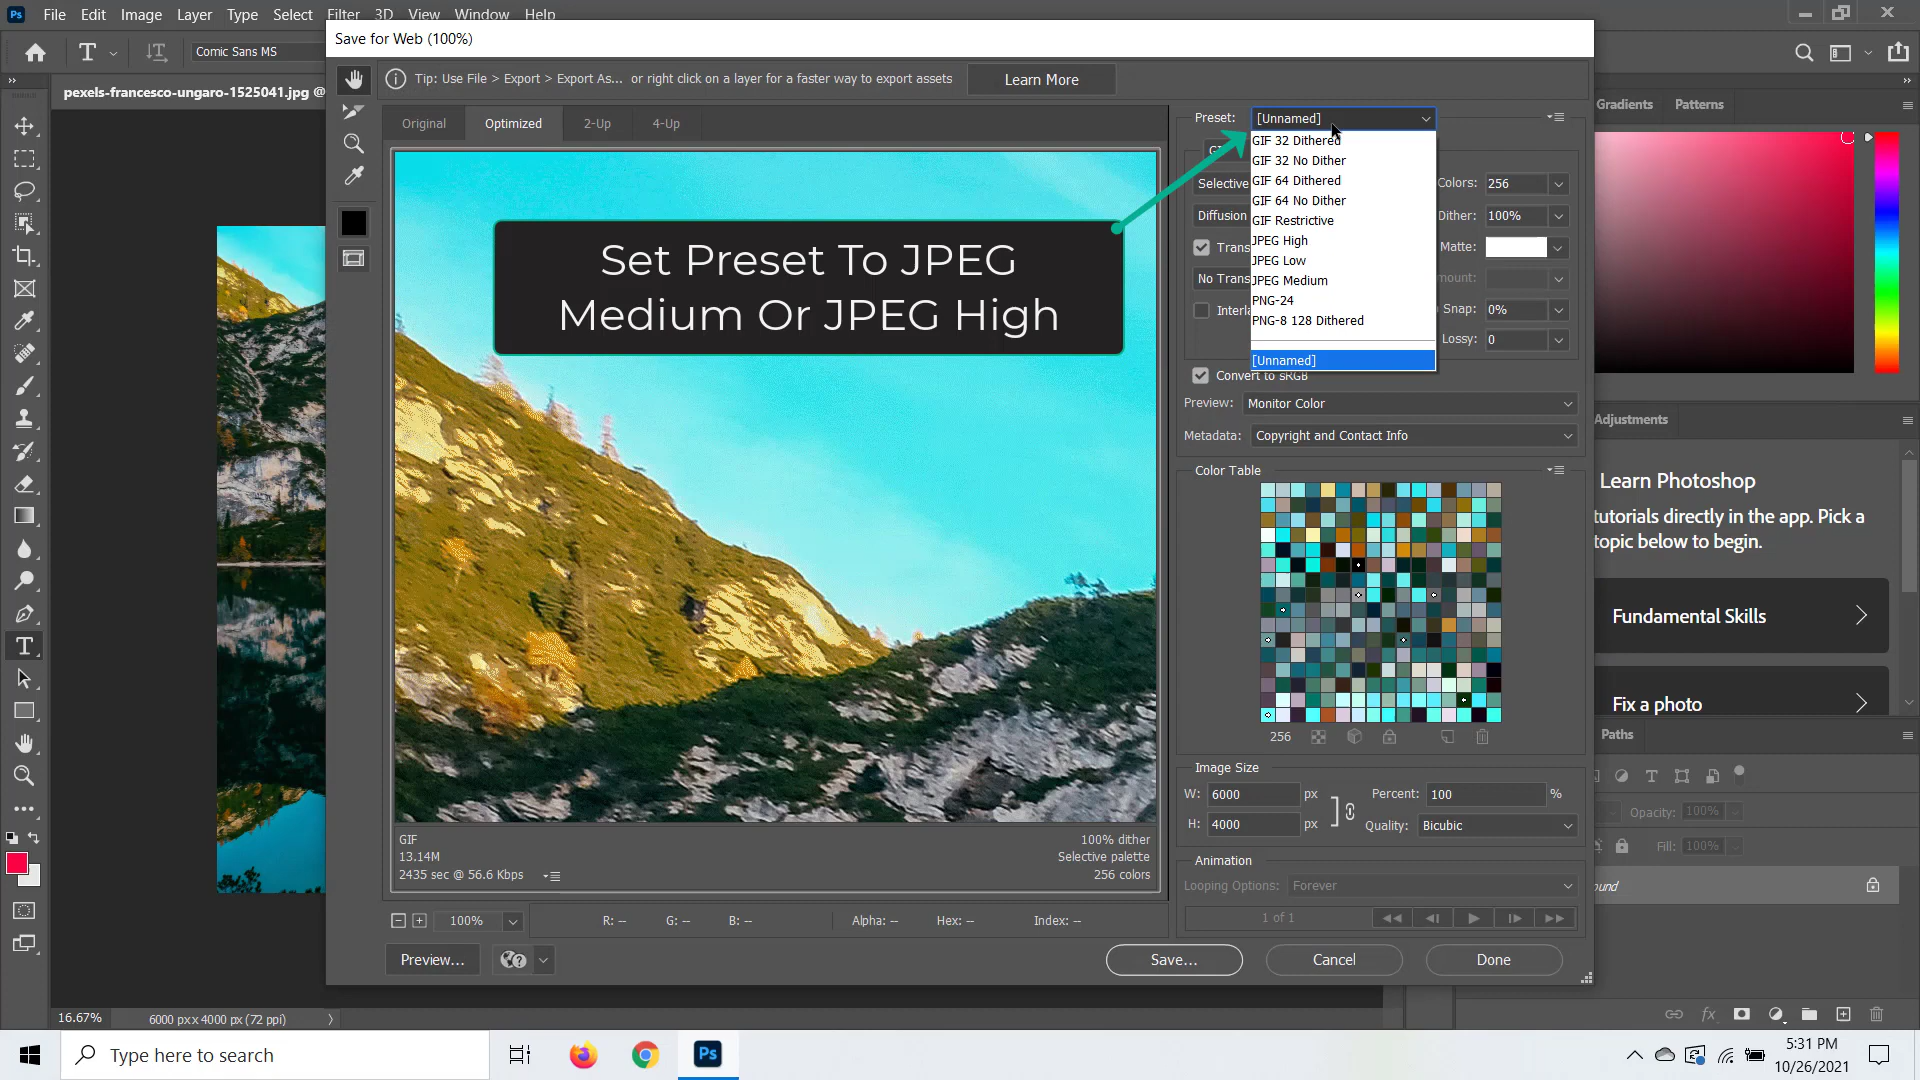 Ps File Edit Image Layer Type Select Filter 3D View Window Help
Save for Web (100%)
Comic Sans MS
Tip: Use File > Export > Export As... or right click on a layer for a faster way to export assets
Learn More
pexels-francesco-ungaro-1525041.jpg @
Original Optimized 2-Up 4-Up
Set Preset To JPEG
Medium Or JPEG High
GIF
13.14M
2435 sec @ 56.6 Kbps
100% dither
Selective palette
256 colors
100%
R: -- G: -- B: -- Alpha: -- Hex: -- Index: --
Preview...
Save... Cancel Done
Preset: [Unnamed]
GIF 32 Dithered
GIF 32 No Dither
GIF 64 Dithered
GIF 64 No Dither
GIF Restrictive
JPEG High
JPEG Low
JPEG Medium
PNG-24
PNG-8 128 Dithered
[Unnamed]
Selective
Colors: 256
Diffusion
Dither: 100%
Matte:
No Trans
Snap: 0%
Lossy: 0
Convert to sRGB
Preview: Monitor Color
Metadata: Copyright and Contact Info
Color Table
256
Image Size
W: 6000 px Percent: 100 %
H: 4000 px Quality: Bicubic
Animation
Looping Options: Forever
1 of 1
Gradients Patterns
Adjustments
Learn Photoshop
tutorials directly in the app. Pick a
topic below to begin.
Fundamental Skills
Fix a photo
Paths
Opacity: 100%
Fill: 100%
16.67% 6000 px x 4000 px (72 ppi)
Type here to search
Ps
5:31 PM
10/26/2021